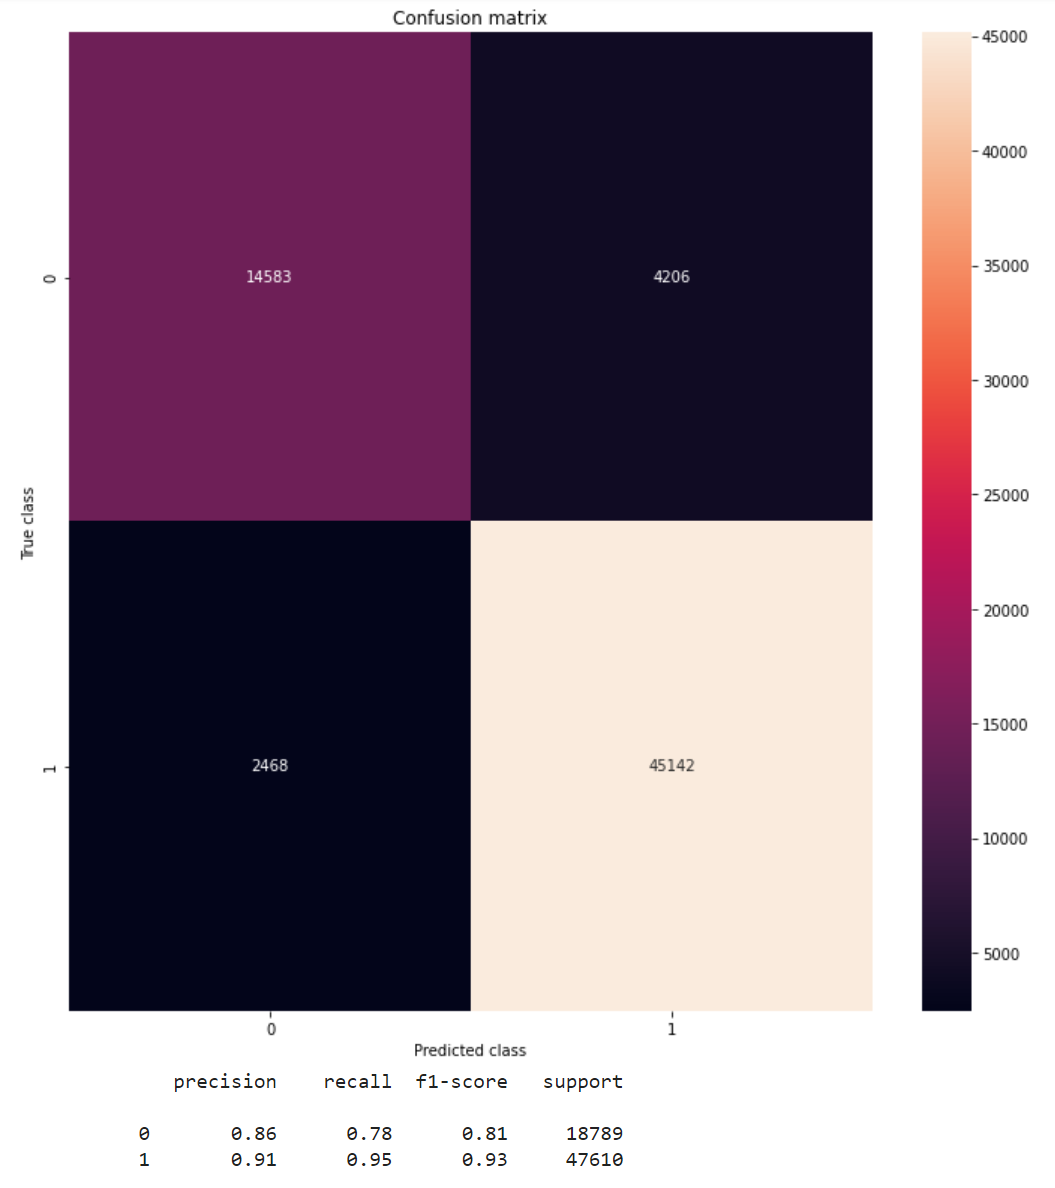 Confusion matrix
45000
40000
35000
30000
25000
20000
15000
10000
5000
0
14583
4206
True class
1
2468
45142
0
1
Predicted class
precision recall f1-score support
0 0.86 0.78 0.81 18789
1 0.91 0.95 0.93 47610